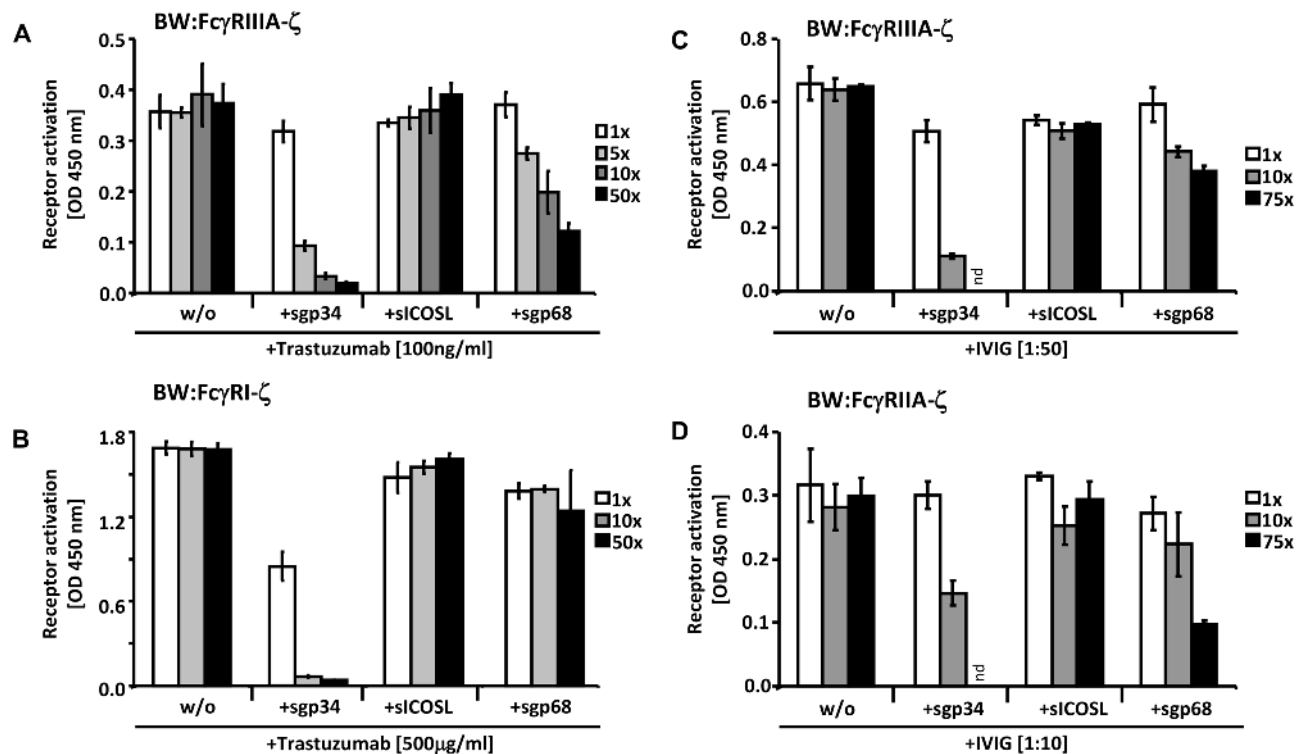 A
BW:FcγRIIIA-ζ
Receptor activation
[OD 450 nm]
0.5
0.4
0.3
0.2
0.1
0.0
1x
5x
10x
50x
w/o
+sgp34
+sICOSL
+sgp68
+Trastuzumab [100ng/ml]
B
BW:FcγRI-ζ
Receptor activation
[OD 450 nm]
1.8
1.2
0.6
0.0
1x
10x
50x
w/o
+sgp34
+sICOSL
+sgp68
+Trastuzumab [500µg/ml]
C
BW:FcγRIIIA-ζ
Receptor activation
[OD 450 nm]
0.8
0.6
0.4
0.2
0.0
nd
1x
10x
75x
w/o
+sgp34
+sICOSL
+sgp68
+IVIG [1:50]
D
BW:FcγRIIA-ζ
Receptor activation
[OD 450 nm]
0.4
0.3
0.2
0.1
0.0
nd
1x
10x
75x
w/o
+sgp34
+sICOSL
+sgp68
+IVIG [1:10]